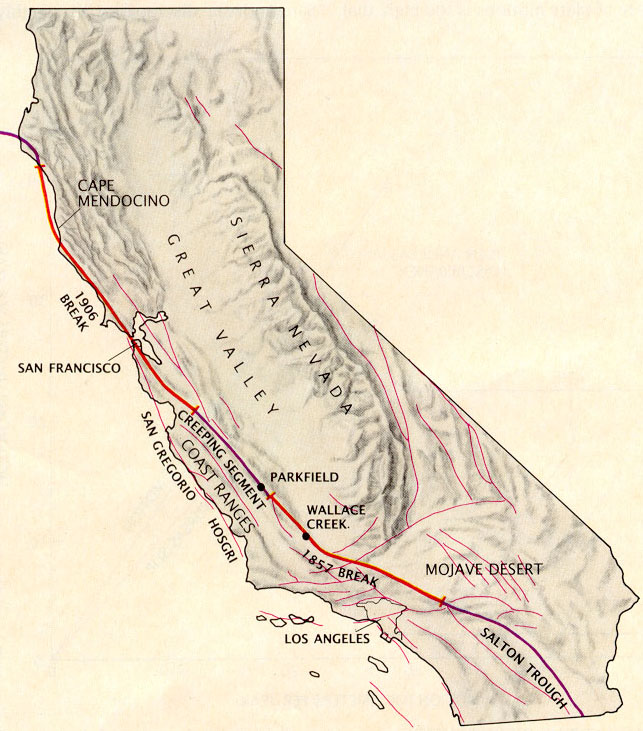 CAPE
MENDOCINO
SIERRA NEVADA
GREAT VALLEY
1906
BREAK
SAN FRANCISCO
CREEPING SEGMENT
SAN GREGORIO
COAST RANGES
HOSGRI
PARKFIELD
WALLACE
CREEK.
1857 BREAK
MOJAVE DESERT
LOS ANGELES
SALTON TROUGH